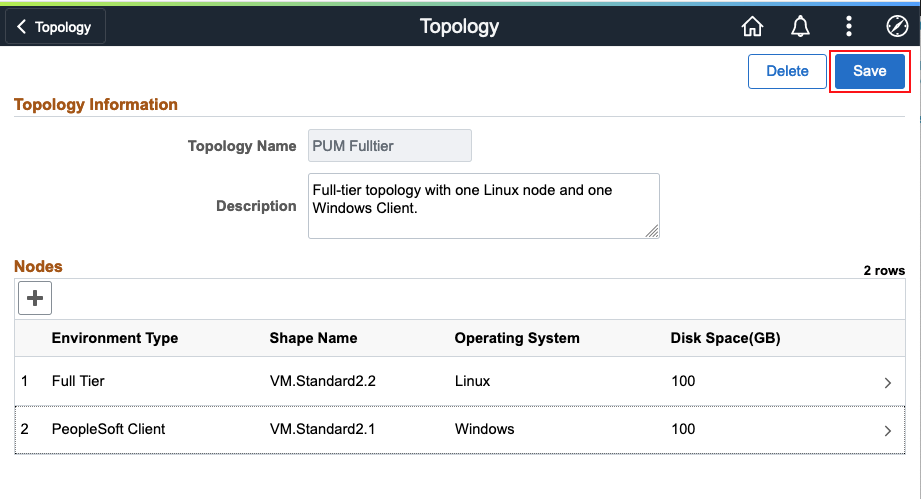 Topology
Topology
Delete
Save
Topology Information
Topology Name
PUM Fulltier
Description
Full-tier topology with one Linux node and one
Windows Client.
Nodes
2 rows
Environment Type Shape Name Operating System Disk Space(GB)
1 Full Tier VM.Standard2.2 Linux 100
2 PeopleSoft Client VM.Standard2.1 Windows 100